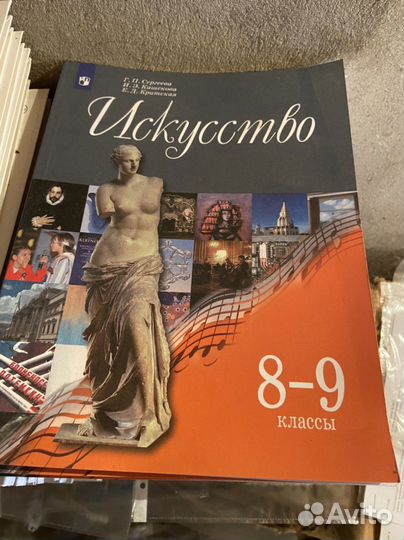 Г. П. Сергеева
И. Э. Кашекова
Е. Д. Критская
Искусство
8–9
классы
Avito